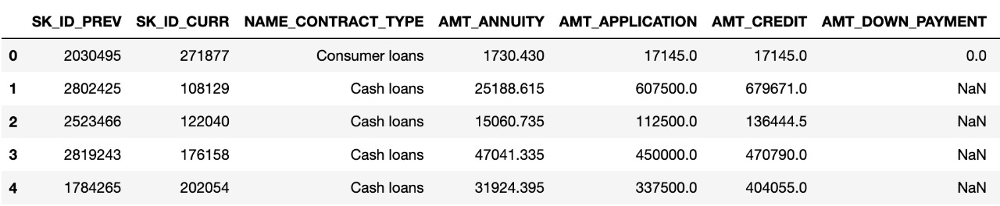 SK_ID_PREV SK_ID_CURR NAME_CONTRACT_TYPE AMT_ANNUITY AMT_APPLICATION AMT_CREDIT AMT_DOWN_PAYMENT
0 2030495 271877 Consumer loans 1730.430 17145.0 17145.0 0.0
1 2802425 108129 Cash loans 25188.615 607500.0 679671.0 NaN
2 2523466 122040 Cash loans 15060.735 112500.0 136444.5 NaN
3 2819243 176158 Cash loans 47041.335 450000.0 470790.0 NaN
4 1784265 202054 Cash loans 31924.395 337500.0 404055.0 NaN